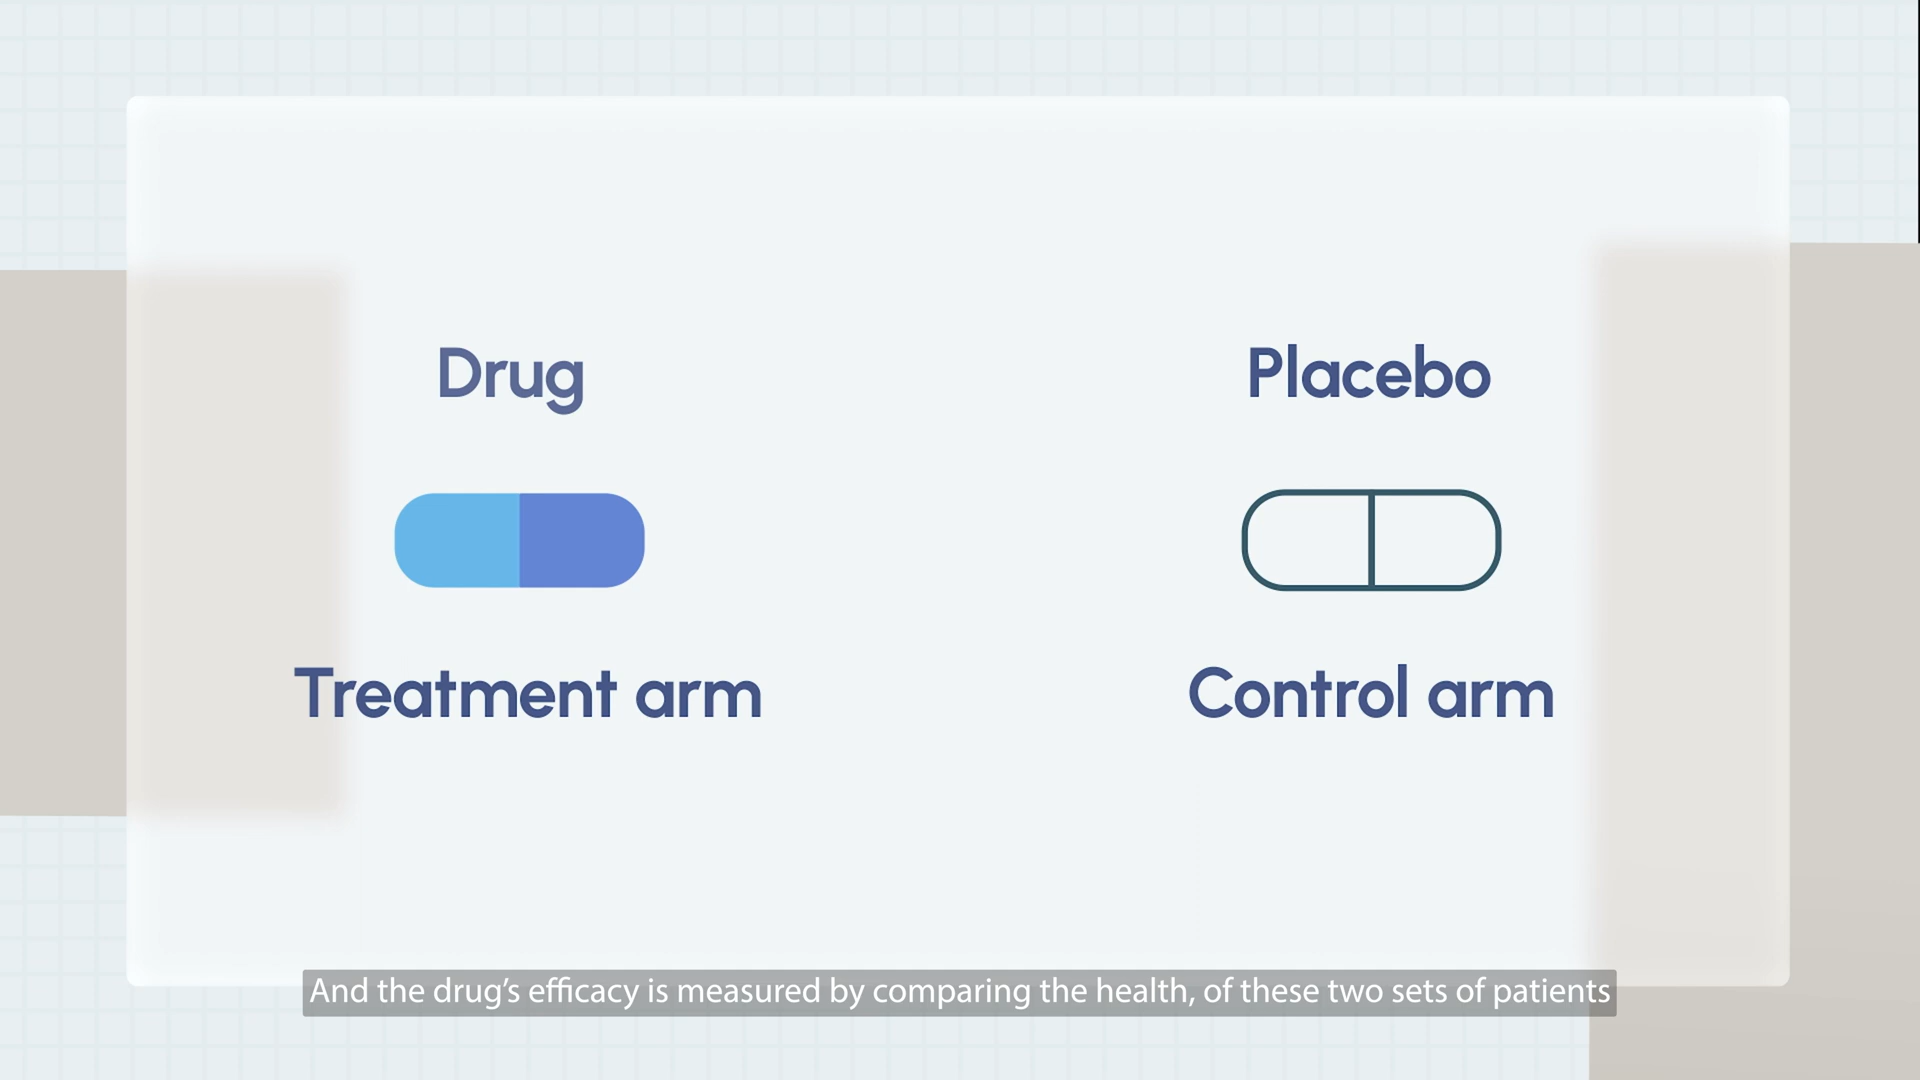 Drug
Placebo
Treatment arm
Control arm
And the drug’s efficacy is measured by comparing the health, of these two sets of patients